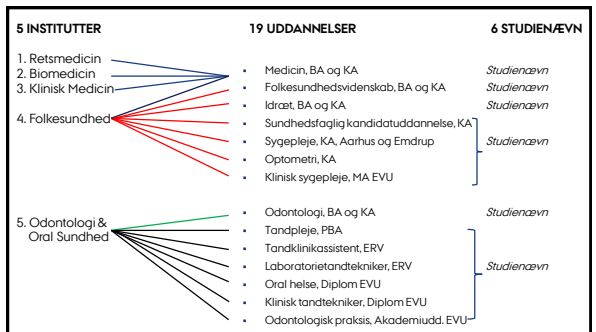 5 INSTITUTTER
19 UDDANNELSER
6 STUDIENÆVN
1. Retsmedicin
2. Biomedicin
3. Klinisk Medicin
4. Folkesundhed
5. Odontologi &
Oral Sundhed
▪ Medicin, BA og KA
▪ Folkesundhedsvidenskab, BA og KA
▪ Idræt, BA og KA
▪ Sundhedsfaglig kandidatuddannelse, KA
▪ Sygepleje, KA, Aarhus og Emdrup
▪ Optometri, KA
▪ Klinisk sygepleje, MA EVU
▪ Odontologi, BA og KA
▪ Tandpleje, PBA
▪ Tandklinikassistent, ERV
▪ Laboratorietandtekniker, ERV
▪ Oral helse, Diplom EVU
▪ Klinisk tandtekniker, Diplom EVU
▪ Odontologisk praksis, Akademiudd. EVU
Studienævn
Studienævn
Studienævn
Studienævn
Studienævn
Studienævn